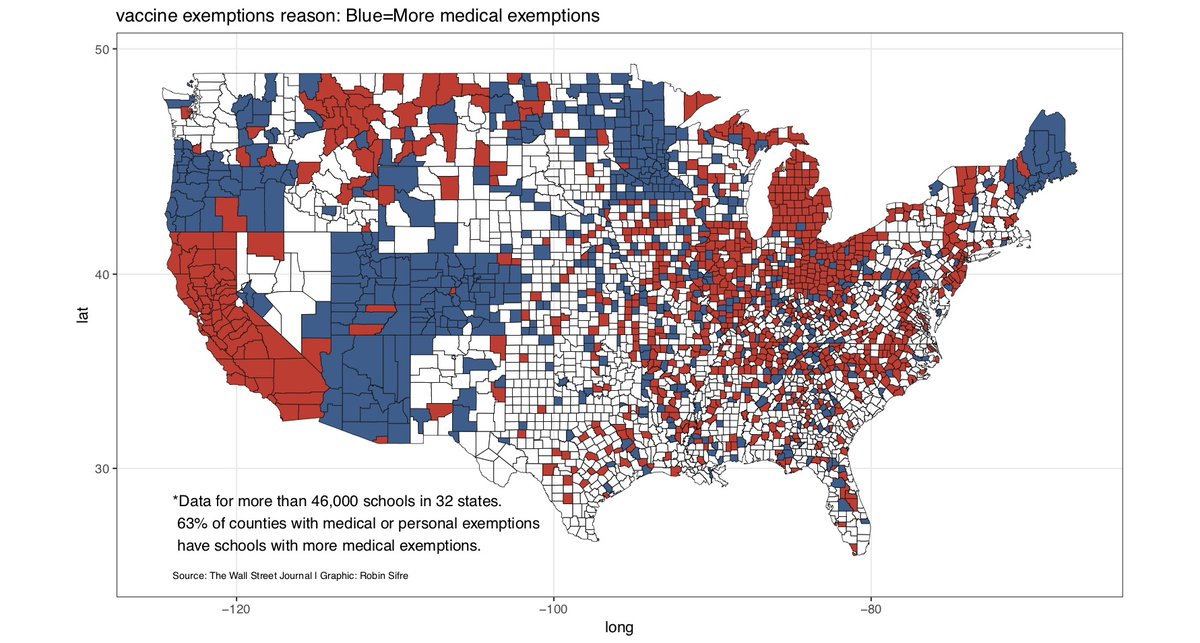 vaccine exemptions reason: Blue=More medical exemptions
50
40
30
lat
*Data for more than 46,000 schools in 32 states.
63% of counties with medical or personal exemptions
have schools with more medical exemptions.
Source: The Wall Street Journal I Graphic: Robin Sifre
−120
−100
−80
long